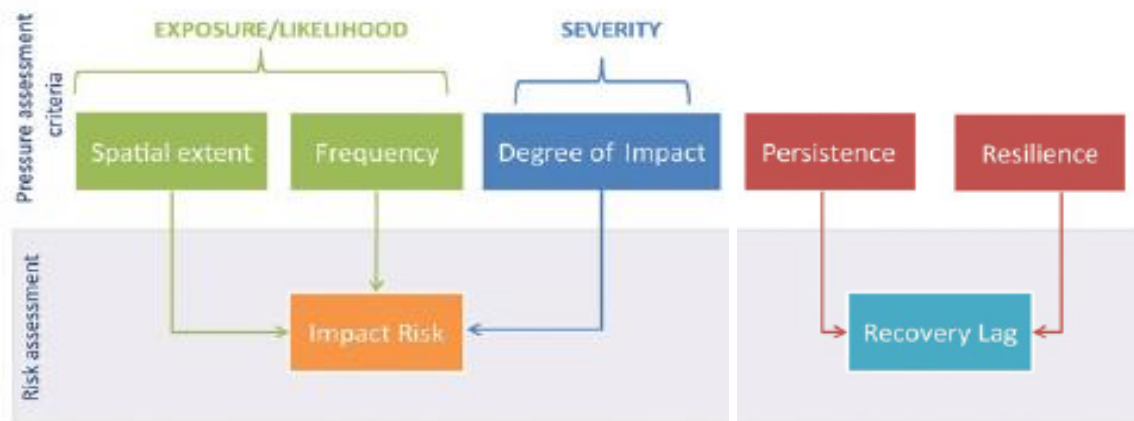 EXPOSURE/LIKELIHOOD
SEVERITY
Pressure assessment
criteria
Spatial extent
Frequency
Degree of Impact
Persistence
Resilience
Risk assessment
Impact Risk
Recovery Lag